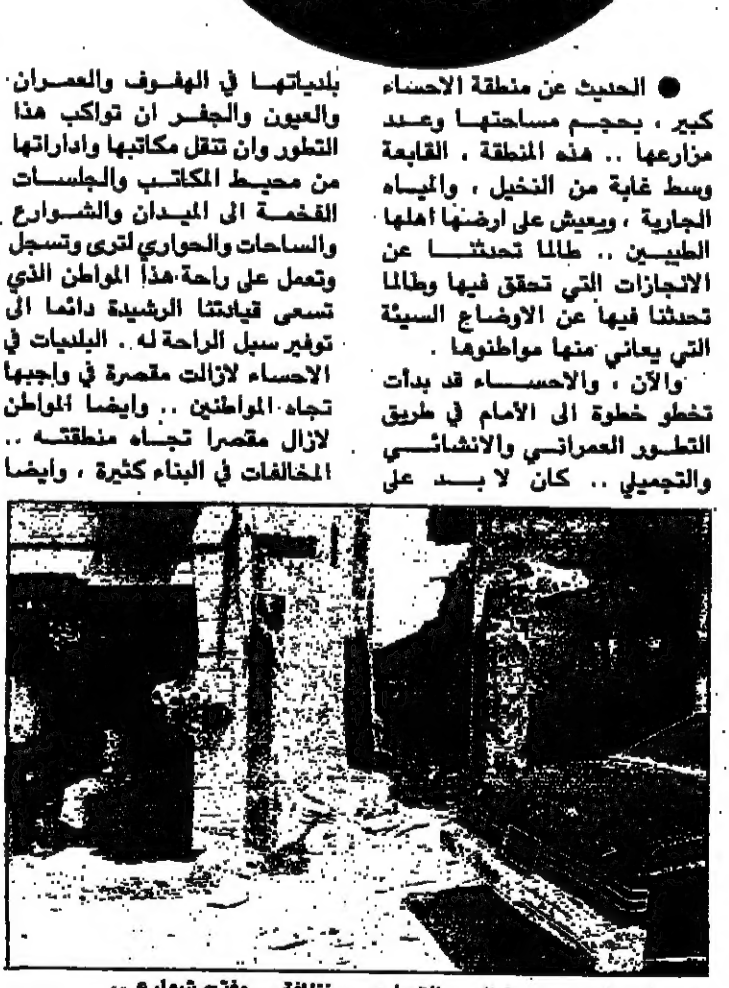 ● الحديث عن منطقة الاحساء
كبير ، بحجم مساحتها وعدد
مزارعها .. هذه المنطقة ، القابعة
وسط غابة من النخيل ، والمياه
الجارية ، ويعيش على ارضها اهلها
الطيبين .. طالما تحدثنا عن
الانجازات التي تحقق فيها وطالما
تحدثنا فيها عن الاوضاع السيئة
التي يعاني منها مواطنوها .
والآن ، والاحساء قد بدأت
تخطو خطوة الى الأمام في طريق
التطور العمراني والانشائي
والتجميلي .. كان لا بد على
بلدياتها في الهفوف والعمران
والعيون والجفر ان تواكب هذا
التطور وان تنقل مكاتبها واداراتها
من محيط المكاتب والجلسات
الفخمة الى الميدان والشوارع
والساحات والحواري لترى وتسجل
وتعمل على راحة هذا المواطن الذي
تسعى قيادتنا الرشيدة دائما الى
توفير سبل الراحة له .. البلديات في
الاحساء لازالت مقصرة في واجبها
تجاه المواطنين .. وايضا المواطن
لازال مقصرا تجاه منطقته ..
المخالفات في البناء كثيرة ، وايضا